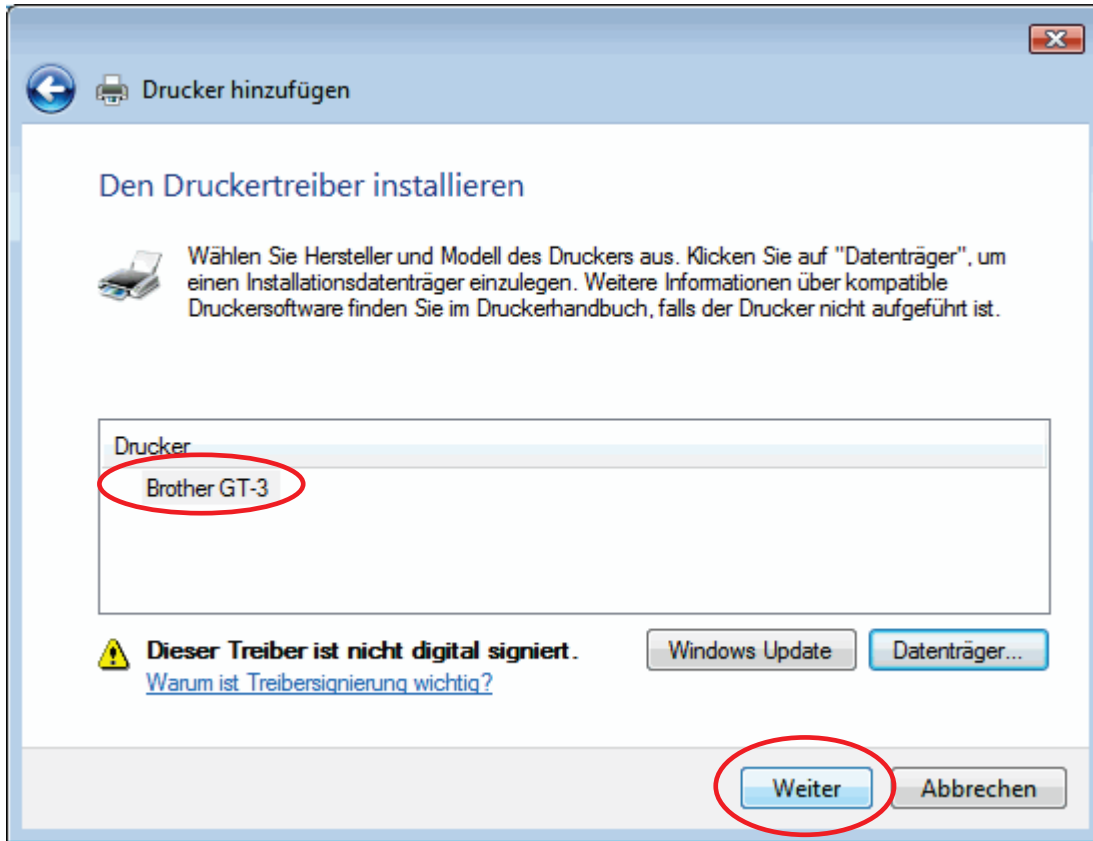 Drucker hinzufügen
Den Druckertreiber installieren
Wählen Sie Hersteller und Modell des Druckers aus. Klicken Sie auf "Datenträger", um
einen Installationsdatenträger einzulegen. Weitere Informationen über kompatible
Druckersoftware finden Sie im Druckerhandbuch, falls der Drucker nicht aufgeführt ist.
Drucker
Brother GT-3
Dieser Treiber ist nicht digital signiert.
Windows Update
Datenträger...
Warum ist Treibersignierung wichtig?
Weiter
Abbrechen